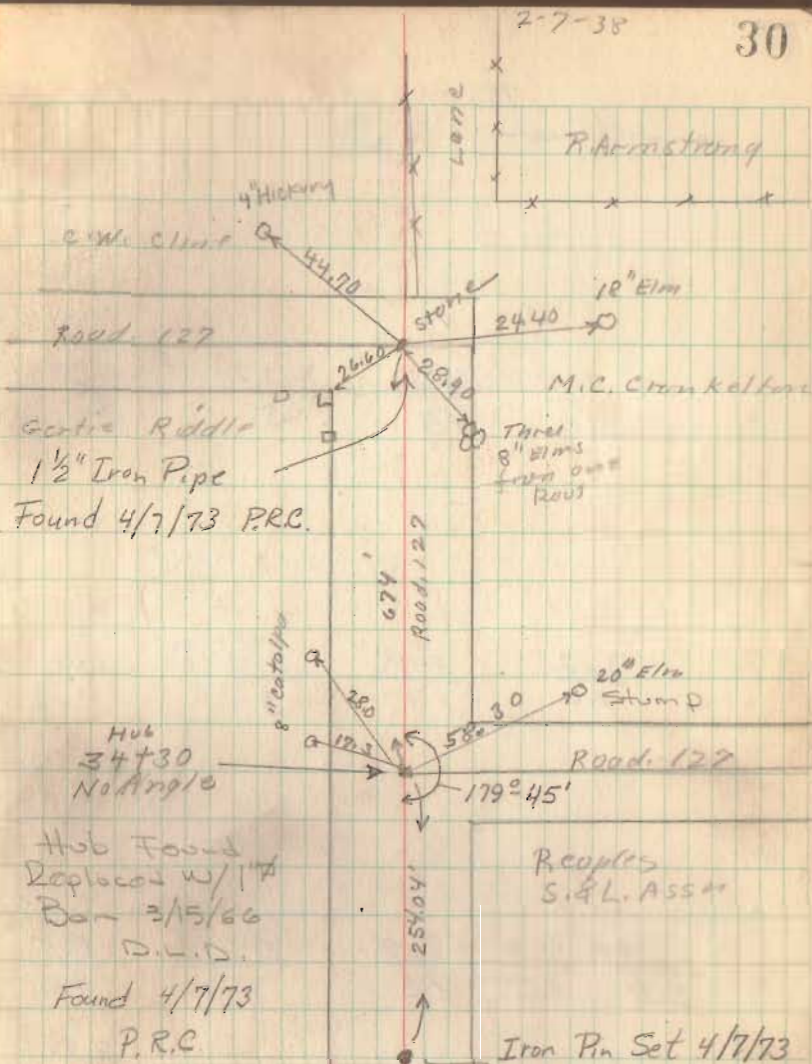 2-7-38
30
Lane
R. Armstrong
4" Hickory
C.W. Cline
44.70
Stone
18" Elm
24.40
Road. 127
26.60
28.90
M.C. Crankelton
Gertie Riddle
Three
8" Elms
from one
1½" Iron Pipe
Found 4/7/73 P.R.C.
674'
Road. 127
8" Catalpa
28.0
17.3
20" Elm
Stump
58.30
Hub
34+30
No Angle
Road. 127
179° 45'
Hub Found
Replaced W/ 1"⌀
Bar 3/15/66
D.L.D.
Peoples
S. & L. Assn
254.04'
Found 4/7/73
P.R.C
Iron Pin Set 4/7/73